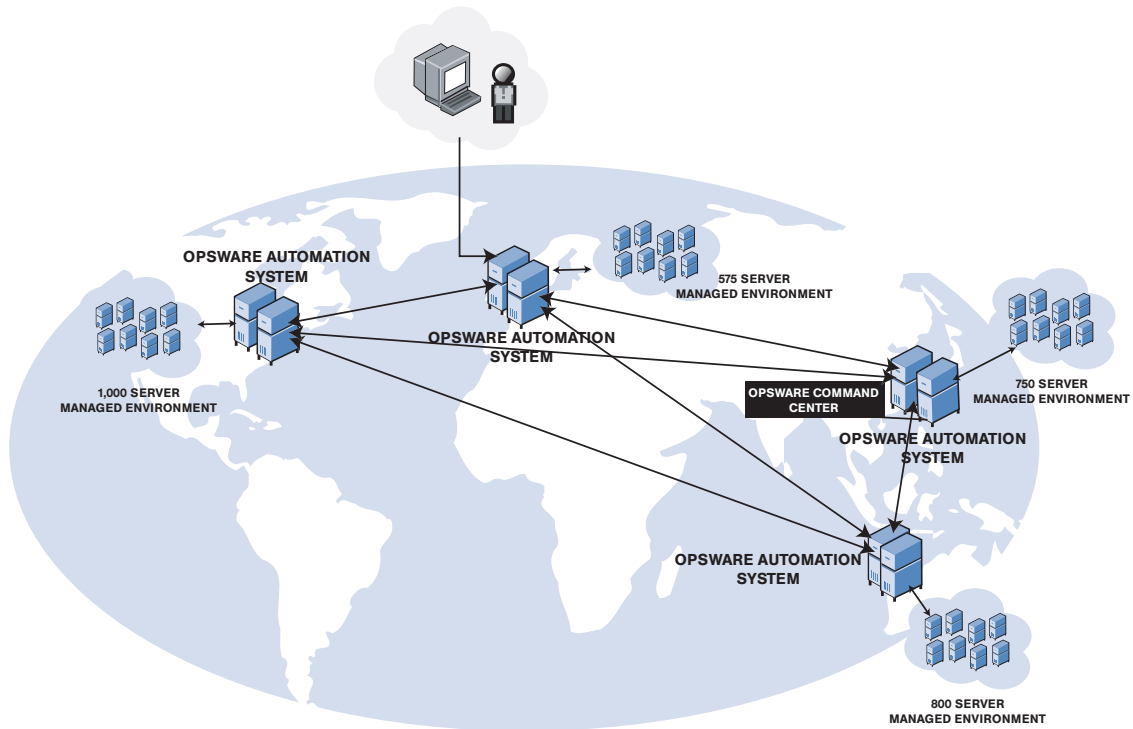 OPSWARE AUTOMATION
SYSTEM
575 SERVER
MANAGED ENVIRONMENT
OPSWARE AUTOMATION
SYSTEM
1,000 SERVER
MANAGED ENVIRONMENT
OPSWARE COMMAND
CENTER
750 SERVER
MANAGED ENVIRONMENT
OPSWARE AUTOMATION
SYSTEM
OPSWARE AUTOMATION
SYSTEM
800 SERVER
MANAGED ENVIRONMENT